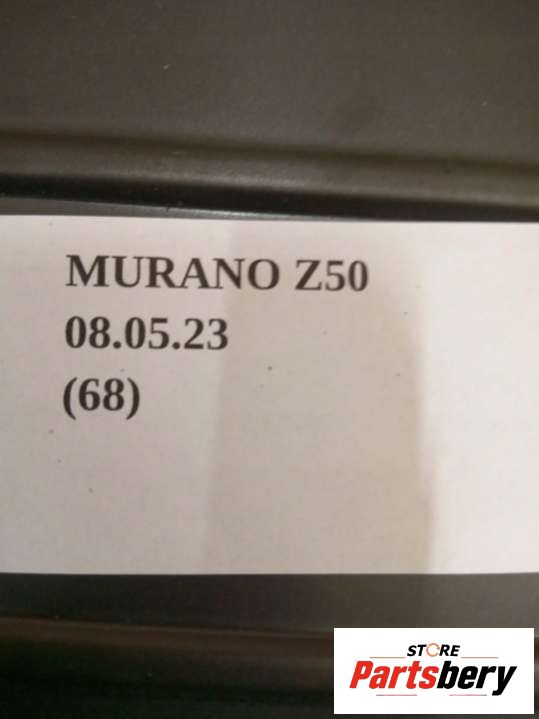 MURANO Z50
08.05.23
(68)
STORE
Partsbery